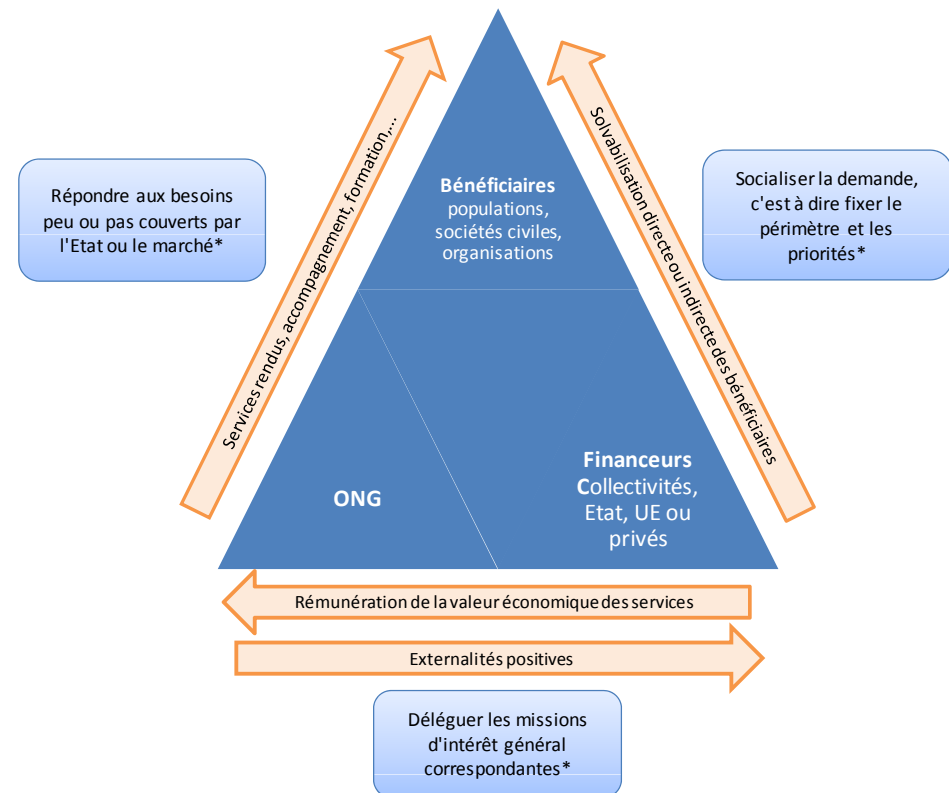 Services rendus, accompagnement, formation,...
Solvabilisation directe ou indirecte des bénéficiaires
Répondre aux besoins
peu ou pas couverts par
l'Etat ou le marché*
Bénéficiaires
populations,
sociétés civiles,
organisations
Socialiser la demande,
c'est à dire fixer le
périmètre et les
priorités*
ONG
Financeurs
Collectivités,
Etat, UE ou
privés
Rémunération de la valeur économique des services
Externalités positives
Déléguer les missions
d'intérêt général
correspondantes*